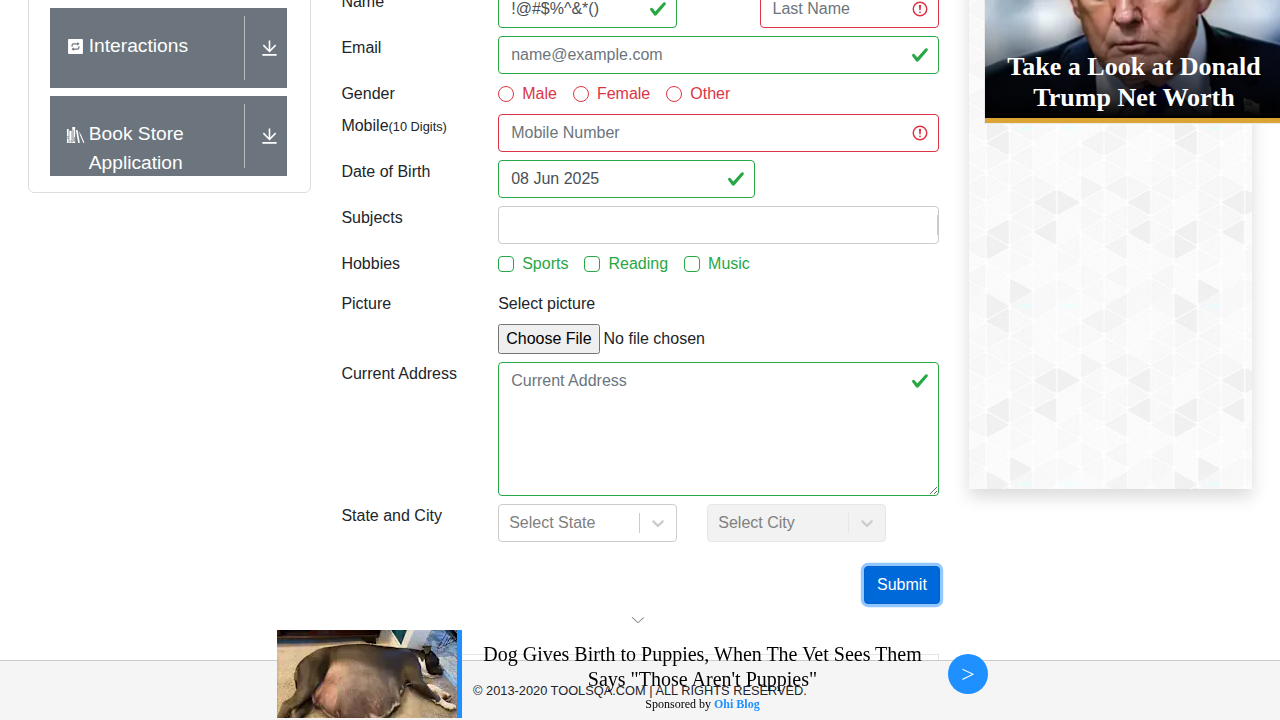 Name
!@#$%^&*()
Last Name
Interactions
Email
name@example.com
Gender
Male
Female
Other
Mobile(10 Digits)
Mobile Number
Book Store
Application
Date of Birth
08 Jun 2025
Subjects
Hobbies
Sports
Reading
Music
Picture
Select picture
Choose File
No file chosen
Current Address
Current Address
State and City
Select State
Select City
Submit
Take a Look at Donald
Trump Net Worth
Dog Gives Birth to Puppies, When The Vet Sees Them
Says "Those Aren't Puppies"
© 2013-2020 TOOLSQA.COM | ALL RIGHTS RESERVED.
Sponsored by Ohi Blog
>